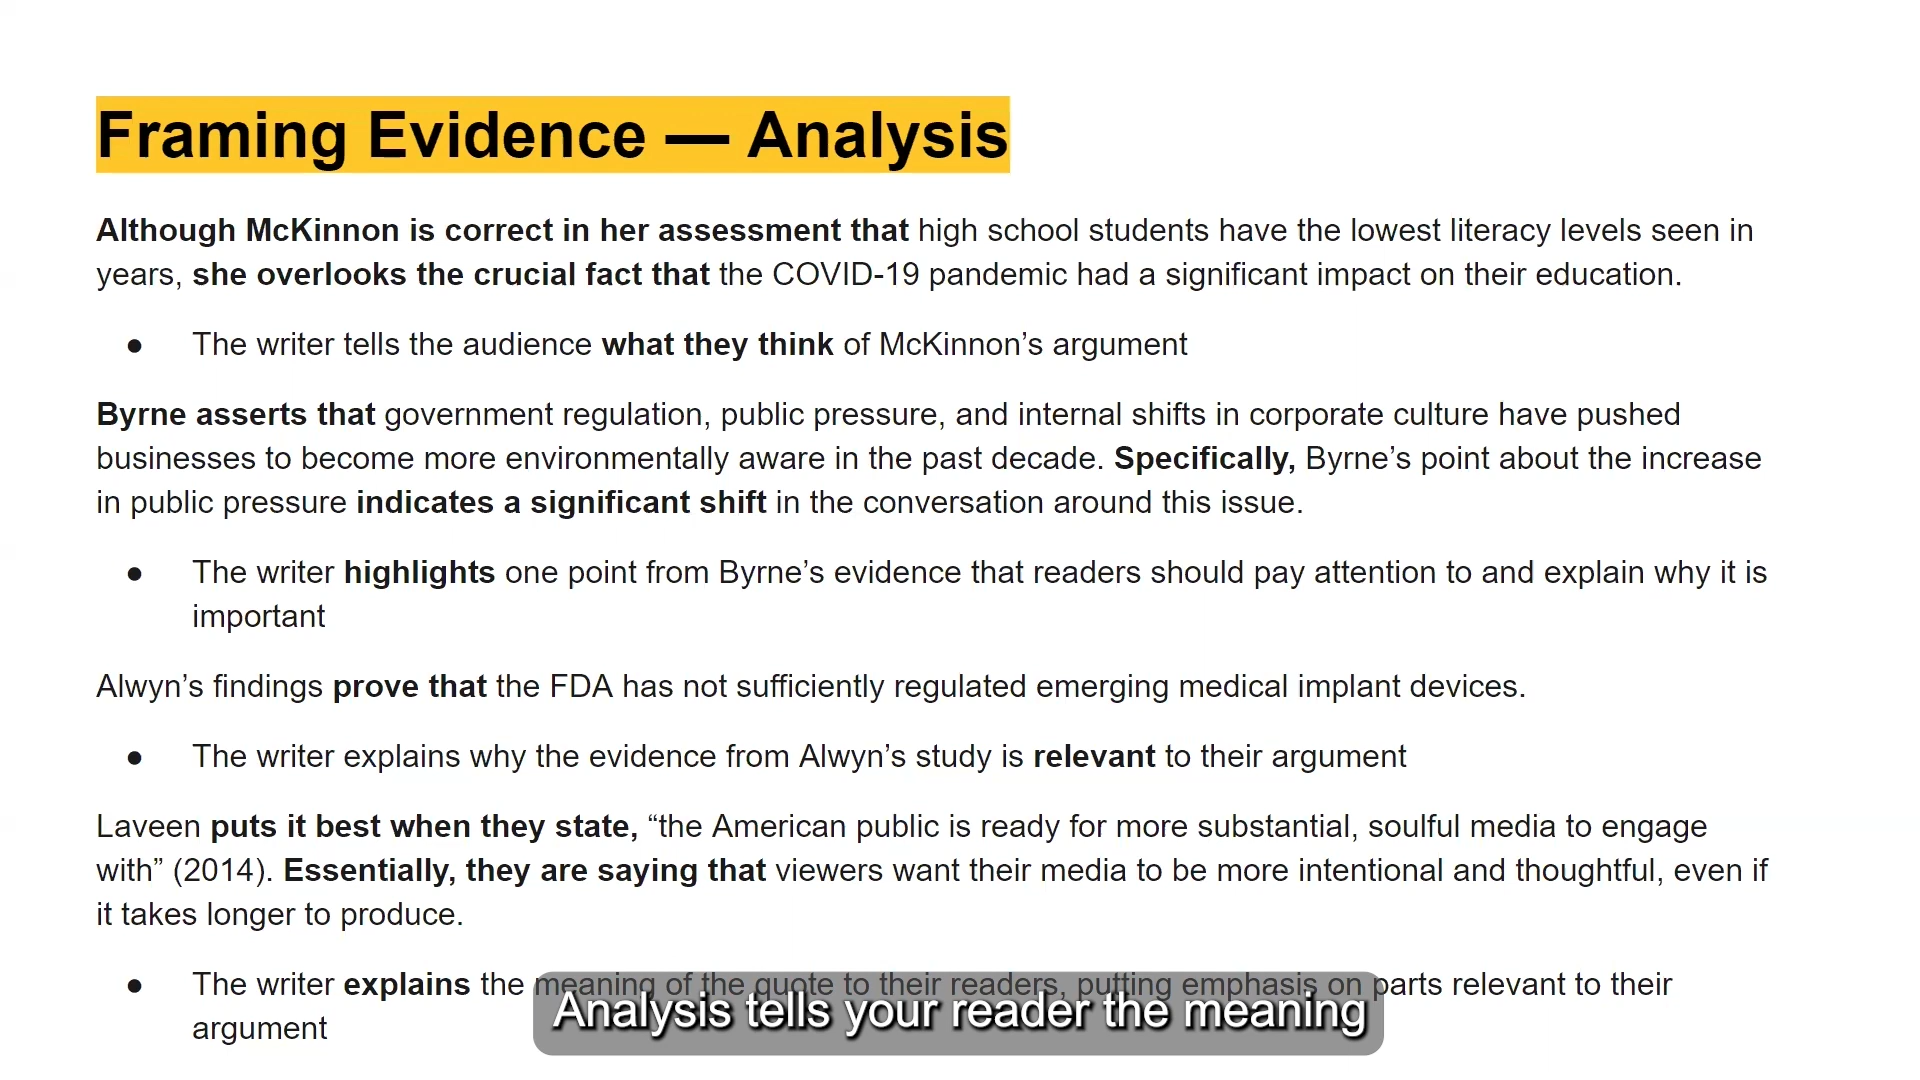 Framing Evidence — Analysis
Although McKinnon is correct in her assessment that high school students have the lowest literacy levels seen in
years, she overlooks the crucial fact that the COVID-19 pandemic had a significant impact on their education.
● The writer tells the audience what they think of McKinnon’s argument
Byrne asserts that government regulation, public pressure, and internal shifts in corporate culture have pushed
businesses to become more environmentally aware in the past decade. Specifically, Byrne’s point about the increase
in public pressure indicates a significant shift in the conversation around this issue.
● The writer highlights one point from Byrne’s evidence that readers should pay attention to and explain why it is
important
Alwyn’s findings prove that the FDA has not sufficiently regulated emerging medical implant devices.
● The writer explains why the evidence from Alwyn’s study is relevant to their argument
Laveen puts it best when they state, “the American public is ready for more substantial, soulful media to engage
with” (2014). Essentially, they are saying that viewers want their media to be more intentional and thoughtful, even if
it takes longer to produce.
● The writer explains the meaning of the quote to their readers, putting emphasis on parts relevant to their
argument
Analysis tells your reader the meaning